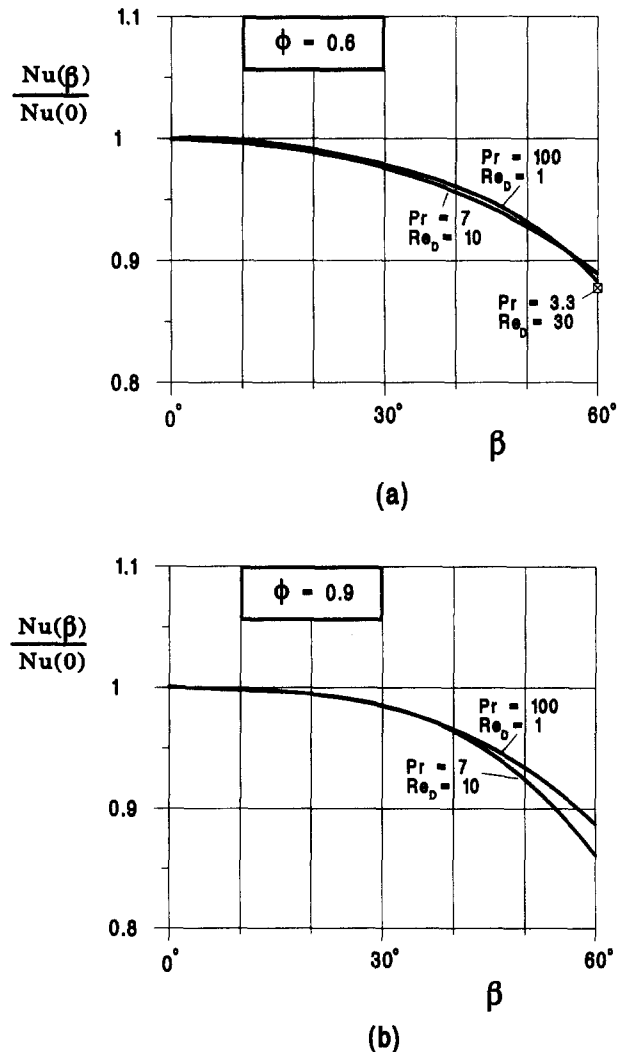 1.1
ϕ = 0.6
Nu(β)
Nu(0)
1
Pr = 100
Re_D = 1
Pr = 7
Re_D = 10
0.9
Pr = 3.3
Re_D = 30
0.8
0°
30°
60°
β
(a)
1.1
ϕ = 0.9
Nu(β)
Nu(0)
1
Pr = 100
Re_D = 1
Pr = 7
Re_D = 10
0.9
0.8
0°
30°
60°
β
(b)